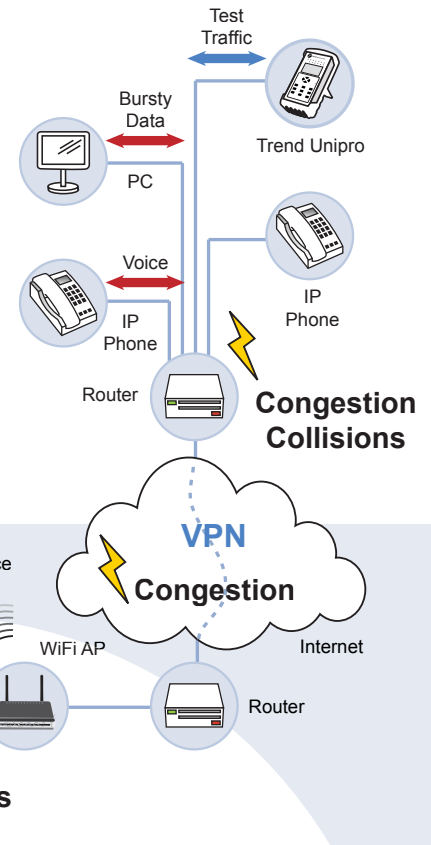 Test
Traffic
Trend Unipro
Bursty
Data
PC
Voice
IP
Phone
IP
Phone
Router
Congestion
Collisions
VPN
Congestion
Internet
WiFi AP
Router